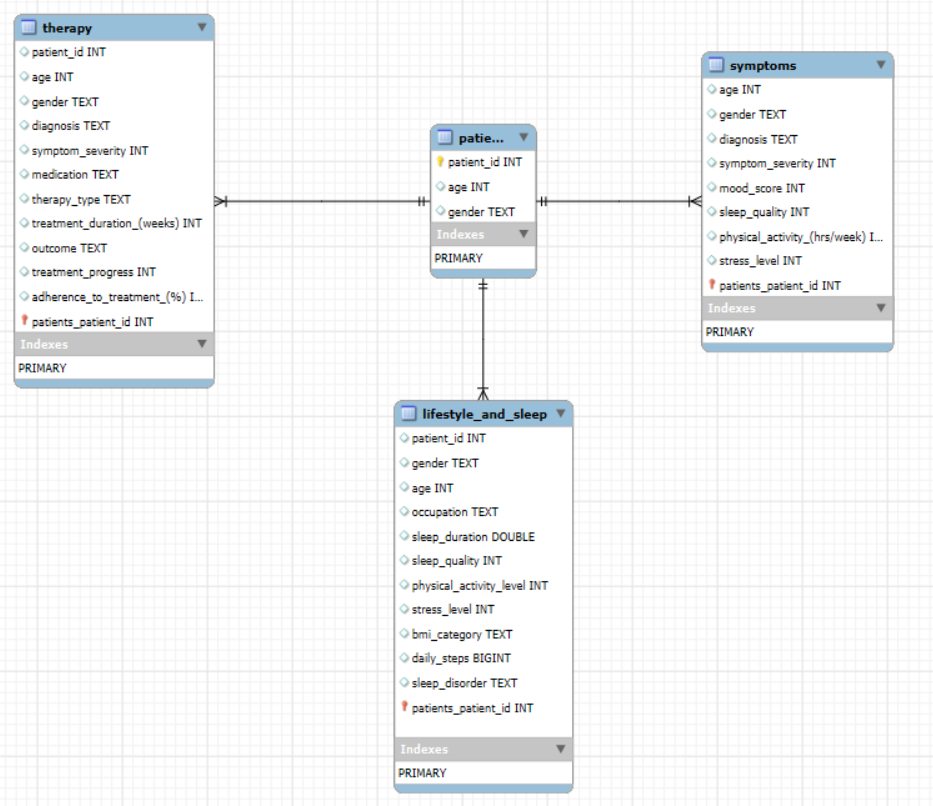 therapy
patient_id INT
age INT
gender TEXT
diagnosis TEXT
symptom_severity INT
medication TEXT
therapy_type TEXT
treatment_duration_(weeks) INT
outcome TEXT
treatment_progress INT
adherence_to_treatment_(%) I...
patients_patient_id INT
Indexes
PRIMARY
patie...
patient_id INT
age INT
gender TEXT
Indexes
PRIMARY
symptoms
age INT
gender TEXT
diagnosis TEXT
symptom_severity INT
mood_score INT
sleep_quality INT
physical_activity_(hrs/week) I...
stress_level INT
patients_patient_id INT
Indexes
PRIMARY
lifestyle_and_sleep
patient_id INT
gender TEXT
age INT
occupation TEXT
sleep_duration DOUBLE
sleep_quality INT
physical_activity_level INT
stress_level INT
bmi_category TEXT
daily_steps BIGINT
sleep_disorder TEXT
patients_patient_id INT
Indexes
PRIMARY